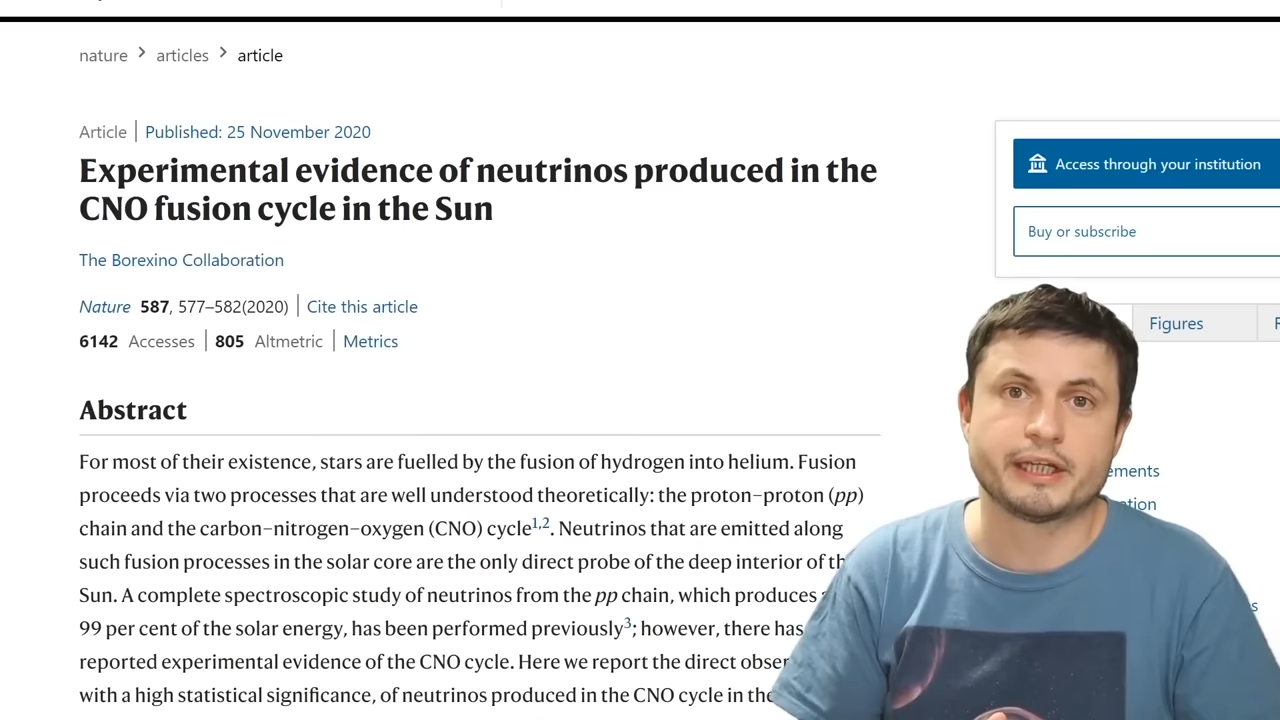 nature > articles > article
Article | Published: 25 November 2020
Experimental evidence of neutrinos produced in the
CNO fusion cycle in the Sun
The Borexino Collaboration
Nature 587, 577–582(2020) | Cite this article
6142 Accesses | 805 Altmetric | Metrics
Abstract
For most of their existence, stars are fuelled by the fusion of hydrogen into helium. Fusion
proceeds via two processes that are well understood theoretically: the proton–proton (pp)
chain and the carbon–nitrogen–oxygen (CNO) cycle1,2. Neutrinos that are emitted along
such fusion processes in the solar core are the only direct probe of the deep interior of
Sun. A complete spectroscopic study of neutrinos from the pp chain, which produces
99 per cent of the solar energy, has been performed previously3; however, there has
reported experimental evidence of the CNO cycle. Here we report the direct
with a high statistical significance, of neutrinos produced in the CNO cycle in the
Access through your institution
Buy or subscribe
Figures